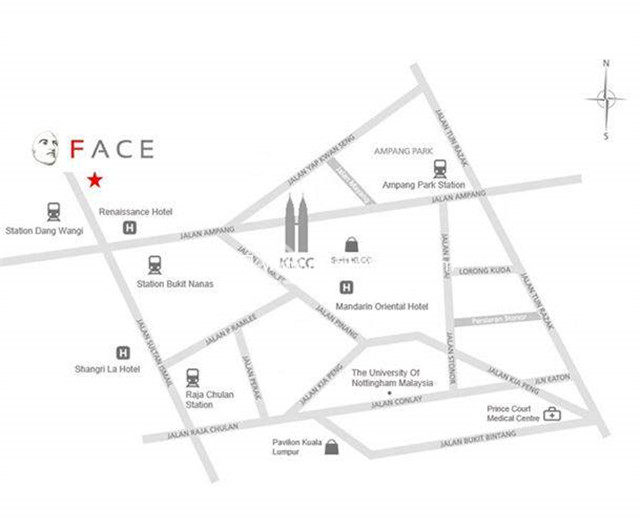 N
S
FACE
JALAN YAP KWAN SENG
AMPANG PARK
JALAN TUN RAZAK
Ampang Park Station
JALAN AMPANG
Renaissance Hotel
Station Dang Wangi
JALAN AMPANG
KLCC
Suria KLCC
Station Bukit Nanas
LORONG KUDA
Mandarin Oriental Hotel
JALAN TUN RAZAK
Persiaran Stonor
JALAN P RAMLEE
JALAN PINANG
JALAN SULTAN ISMAIL
JALAN STONOR
Shangri La Hotel
JALAN PERAK
JALAN KIA PENG
The University Of
Nottingham Malaysia
JALAN KIA PENG
JLN EATON
Raja Chulan
Station
JALAN CONLAY
Prince Court
Medical Centre
JALAN RAJA CHULAN
JALAN BUKIT BINTANG
Pavilion Kuala
Lumpur